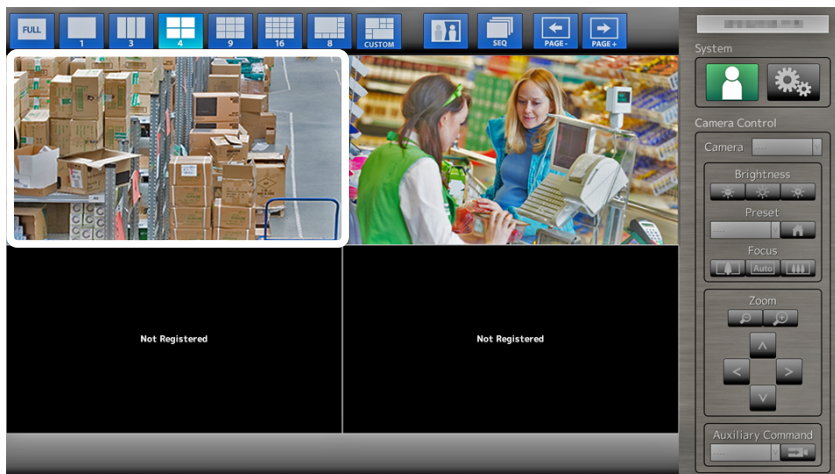 FULL
1
3
4
9
16
8
CUSTOM
SEQ
PAGE-
PAGE+
System
Camera Control
Camera
Brightness
Preset
Focus
Auto
Zoom
Auxiliary Command
Not Registered
Not Registered